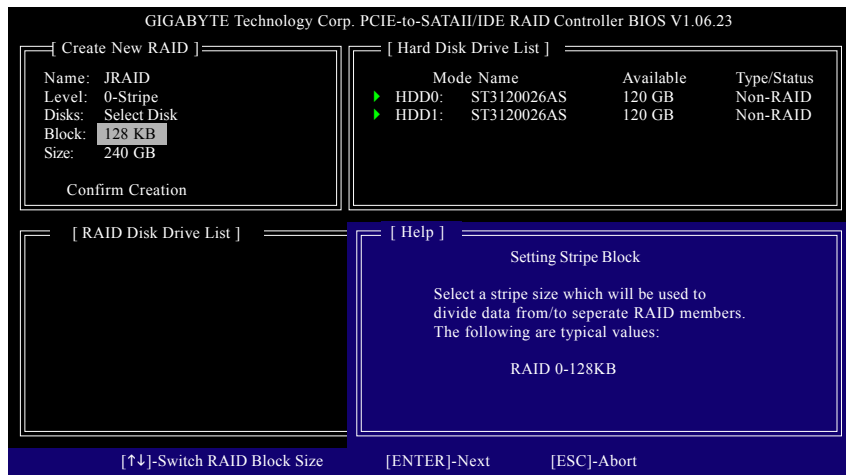 GIGABYTE Technology Corp. PCIE-to-SATAII/IDE RAID Controller BIOS V1.06.23
[ Create New RAID ]
Name: JRAID
Level: 0-Stripe
Disks: Select Disk
Block: 128 KB
Size: 240 GB
Confirm Creation
[ Hard Disk Drive List ]
Mode Name Available Type/Status
HDD0: ST3120026AS 120 GB Non-RAID
HDD1: ST3120026AS 120 GB Non-RAID
[ RAID Disk Drive List ]
[ Help ]
Setting Stripe Block
Select a stripe size which will be used to
divide data from/to seperate RAID members.
The following are typical values:
RAID 0-128KB
[↑↓]-Switch RAID Block Size [ENTER]-Next [ESC]-Abort